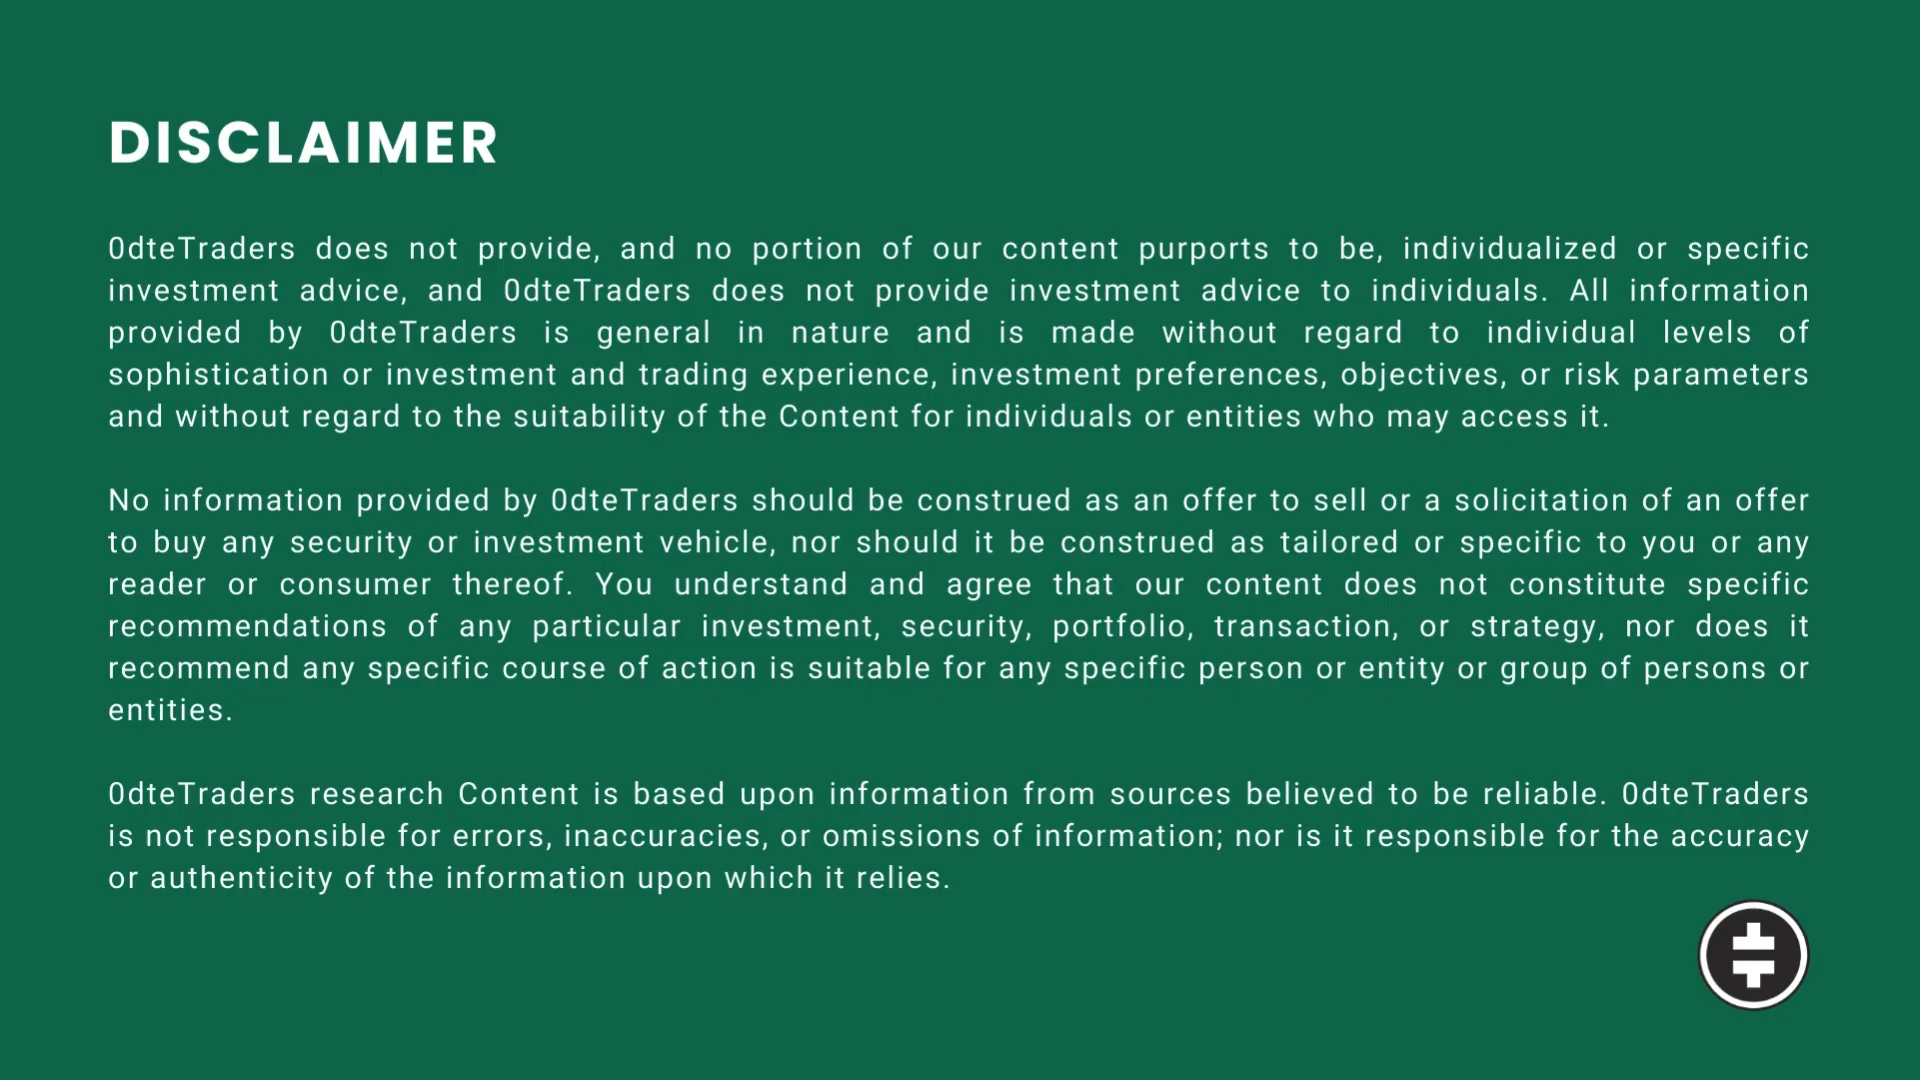 DISCLAIMER
0dteTraders does not provide, and no portion of our content purports to be, individualized or specific
investment advice, and 0dteTraders does not provide investment advice to individuals. All information
provided by 0dteTraders is general in nature and is made without regard to individual levels of
sophistication or investment and trading experience, investment preferences, objectives, or risk parameters
and without regard to the suitability of the Content for individuals or entities who may access it.
No information provided by 0dteTraders should be construed as an offer to sell or a solicitation of an offer
to buy any security or investment vehicle, nor should it be construed as tailored or specific to you or any
reader or consumer thereof. You understand and agree that our content does not constitute specific
recommendations of any particular investment, security, portfolio, transaction, or strategy, nor does it
recommend any specific course of action is suitable for any specific person or entity or group of persons or
entities.
0dteTraders research Content is based upon information from sources believed to be reliable. 0dteTraders
is not responsible for errors, inaccuracies, or omissions of information; nor is it responsible for the accuracy
or authenticity of the information upon which it relies.